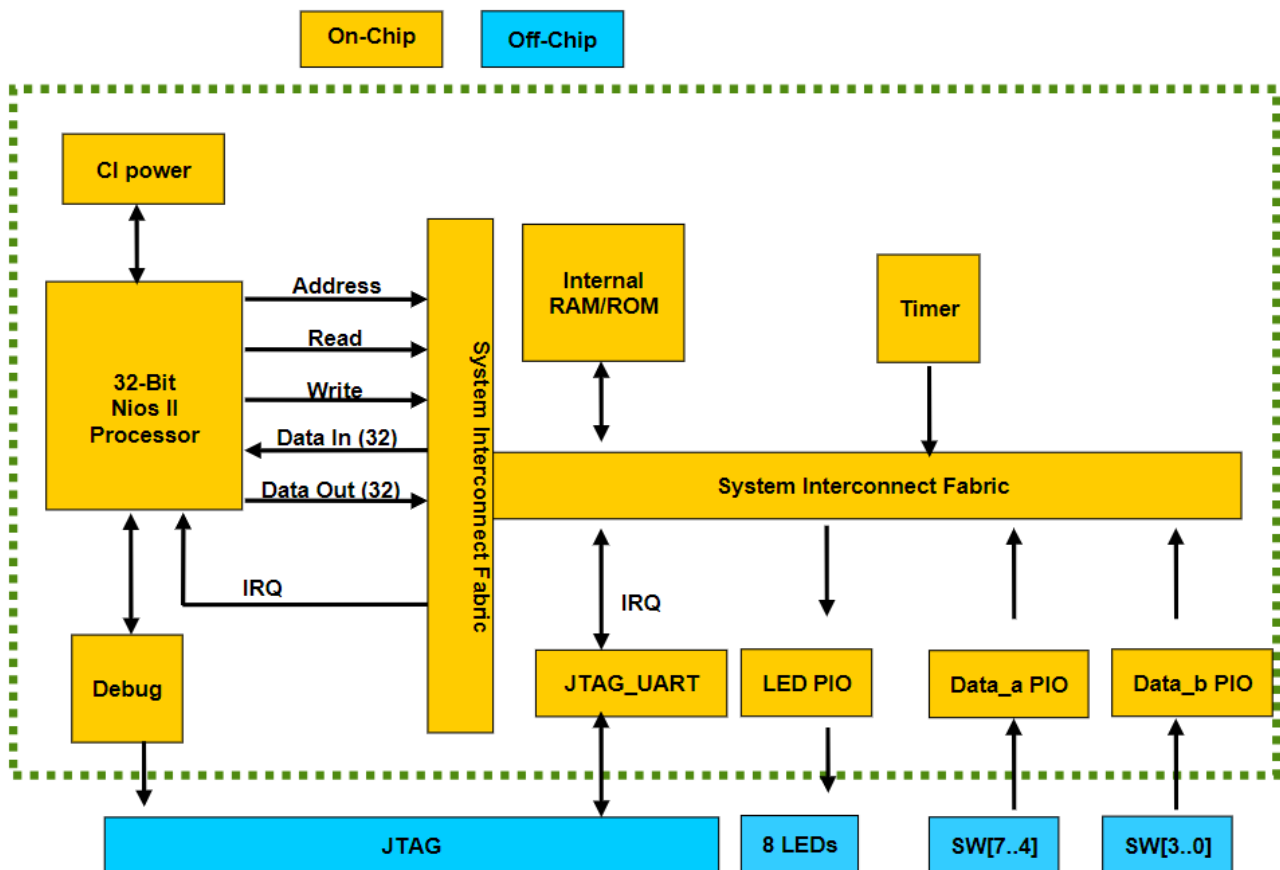 On-Chip
Off-Chip
CI power
Address
Read
Write
Data In (32)
Data Out (32)
IRQ
32-Bit
Nios II
Processor
System Interconnect Fabric
Internal
RAM/ROM
Timer
System Interconnect Fabric
IRQ
Debug
JTAG_UART
LED PIO
Data_a PIO
Data_b PIO
JTAG
8 LEDs
SW[7..4]
SW[3..0]